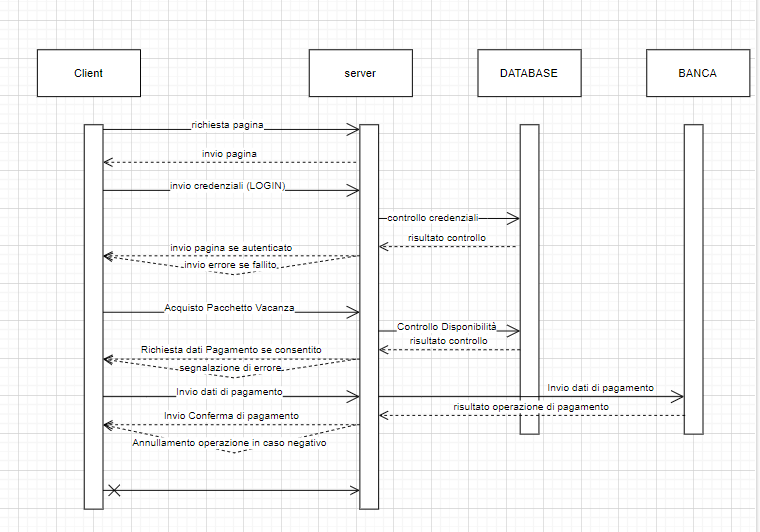 Client
server
DATABASE
BANCA
richiesta pagina
invio pagina
invio credenziali (LOGIN)
controllo credenziali
risultato controllo
invio pagina se autenticato
invio errore se fallito
Acquisto Pacchetto Vacanza
Controllo Disponibilità
risultato controllo
Richiesta dati Pagamento se consentito
segnalazione di errore
Invio dati di pagamento
Invio dati di pagamento
risultato operazione di pagamento
Invio Conferma di pagamento
Annullamento operazione in caso negativo